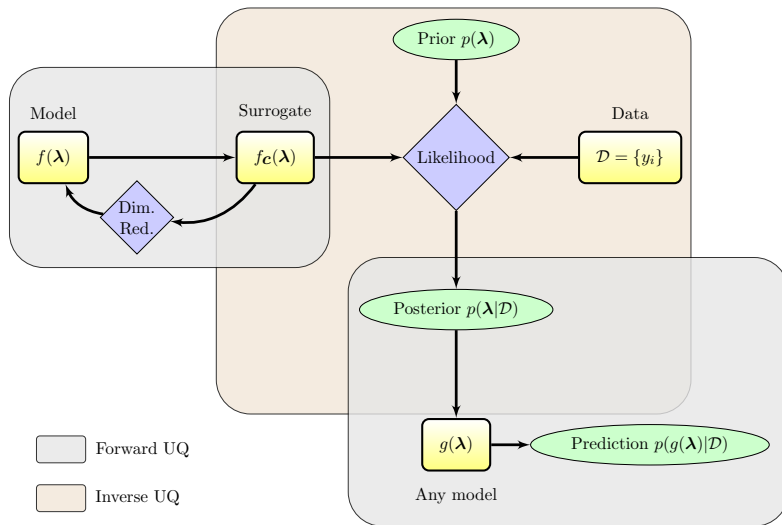 Prior p(λ)
Model
Surrogate
Data
f(λ)
f_c(λ)
Likelihood
𝒟 = {y_i}
Dim.
Red.
Posterior p(λ|𝒟)
g(λ)
Prediction p(g(λ)|𝒟)
Any model
Forward UQ
Inverse UQ